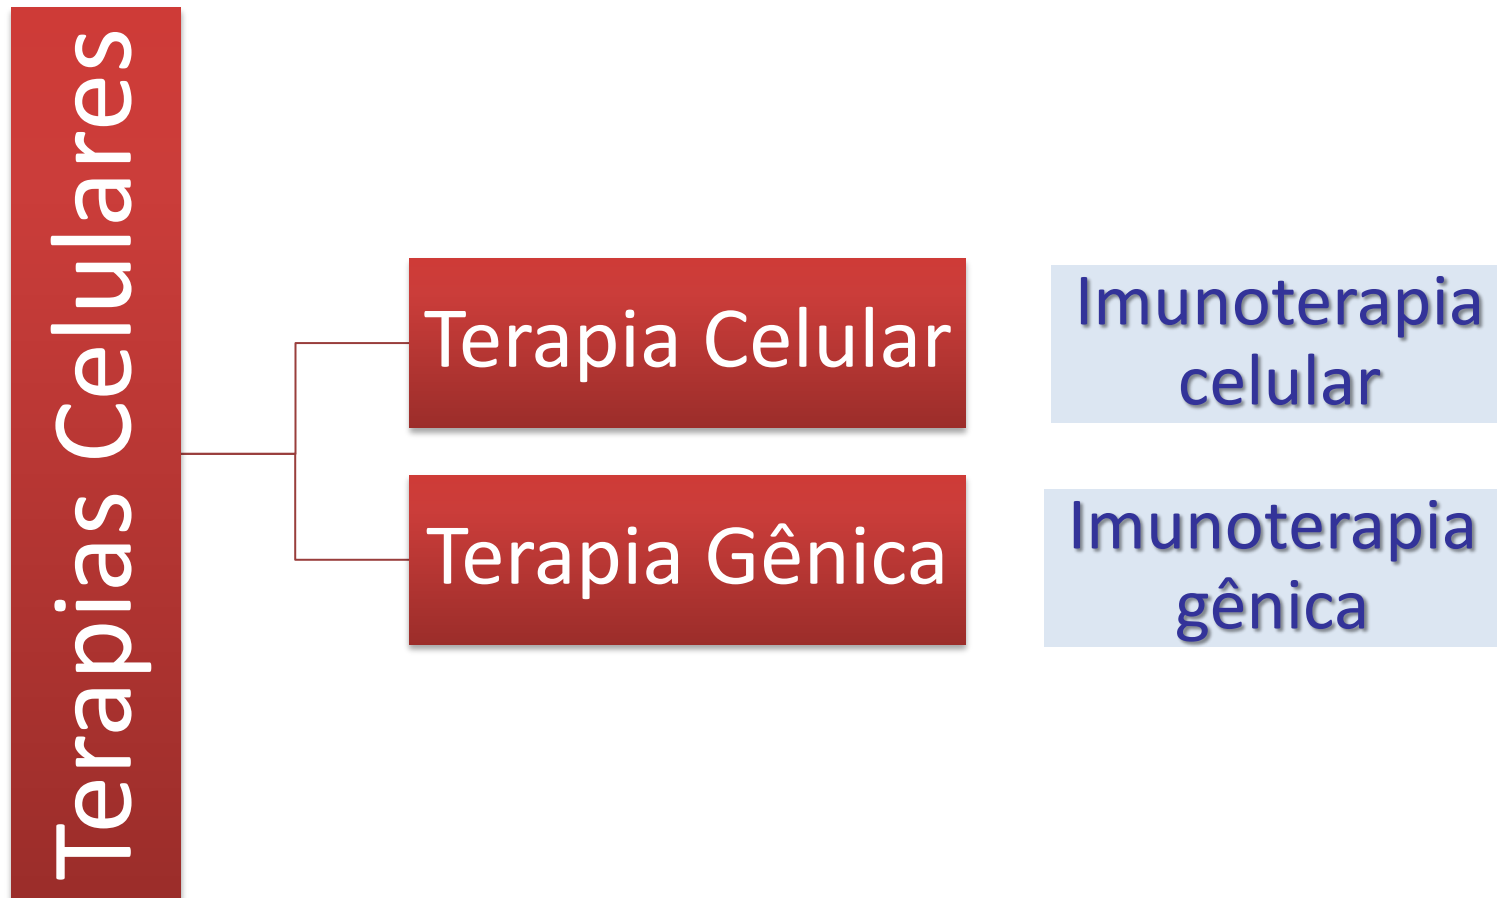 Terapias Celulares
Terapia Celular
Imunoterapia
celular
Terapia Gênica
Imunoterapia
gênica